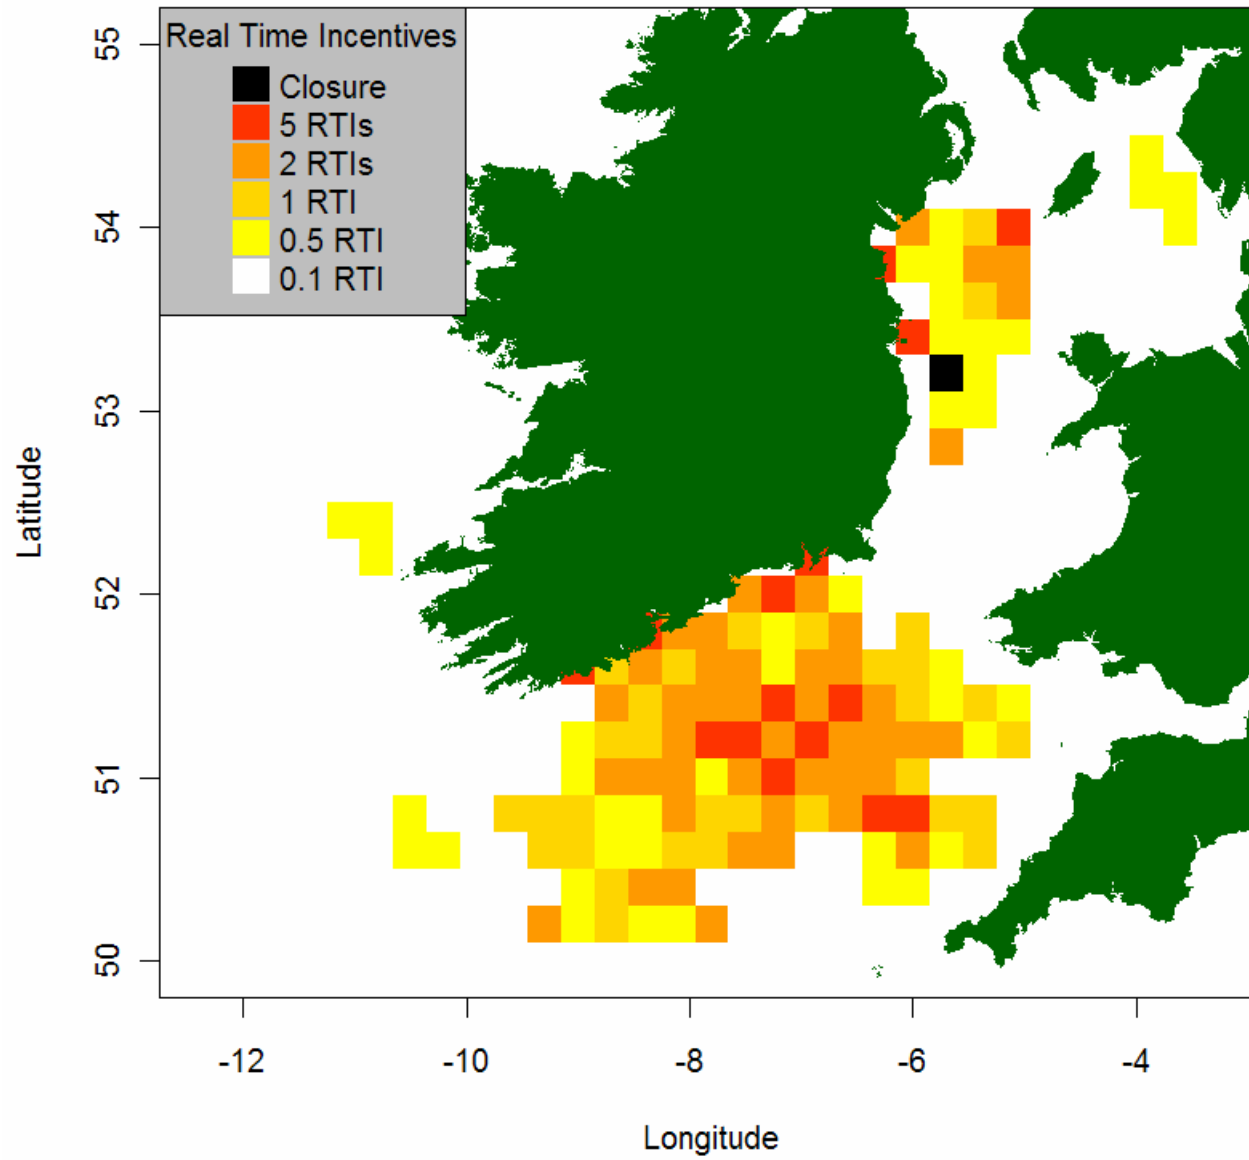 Real Time Incentives
Closure
5 RTIs
2 RTIs
1 RTI
0.5 RTI
0.1 RTI
55
54
53
52
51
50
Latitude
-12
-10
-8
-6
-4
Longitude